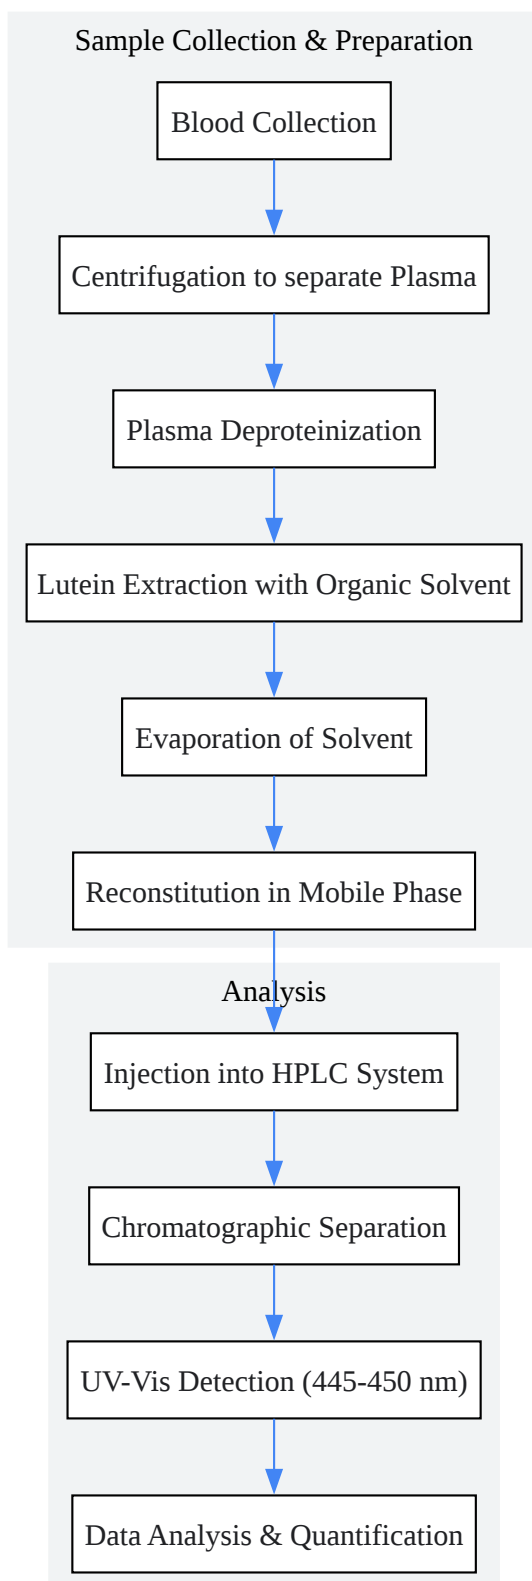 Sample Collection & Preparation
Blood Collection
Centrifugation to separate Plasma
Plasma Deproteinization
Lutein Extraction with Organic Solvent
Evaporation of Solvent
Reconstitution in Mobile Phase
Analysis
Injection into HPLC System
Chromatographic Separation
UV-Vis Detection (445-450 nm)
Data Analysis & Quantification